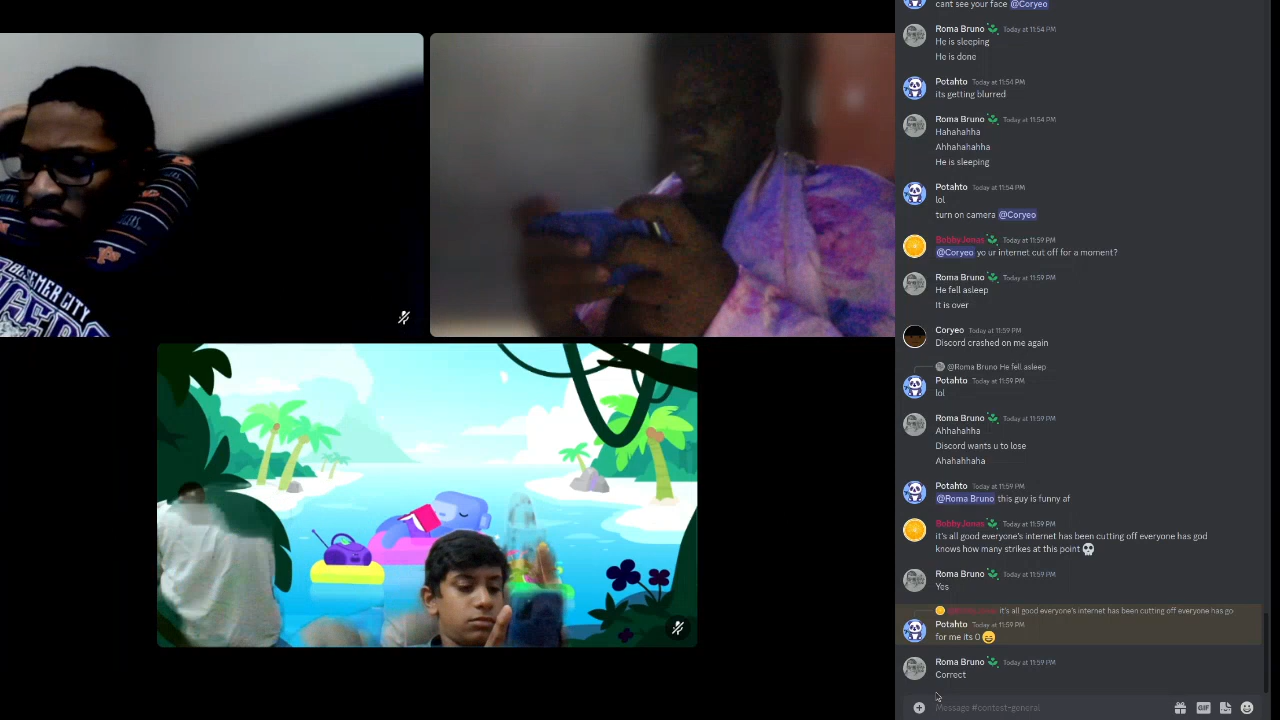 cant see your face @Coryeo
Roma Bruno Today at 11:54 PM
He is sleeping
He is done
Potahto Today at 11:54 PM
its getting blurred
Roma Bruno Today at 11:54 PM
Hahahahha
Ahhahahahha
He is sleeping
Potahto Today at 11:54 PM
lol
turn on camera @Coryeo
BobbyJonas Today at 11:59 PM
@Coryeo yo ur internet cut off for a moment?
Roma Bruno Today at 11:59 PM
He fell asleep
It is over
Coryeo Today at 11:59 PM
Discord crashed on me again
@Roma Bruno He fell asleep
Potahto Today at 11:59 PM
lol
Roma Bruno Today at 11:59 PM
Ahhahahha
Discord wants u to lose
Ahahahhaha
Potahto Today at 11:59 PM
@Roma Bruno this guy is funny af
BobbyJonas Today at 11:59 PM
it's all good everyone's internet has been cutting off everyone has god
knows how many strikes at this point
Roma Bruno Today at 11:59 PM
Yes
@BobbyJonas it's all good everyone's internet has been cutting off everyone has go
Potahto Today at 11:59 PM
for me its 0
Roma Bruno Today at 11:59 PM
Correct
Message #contest-general
GIF
BESSEMER CITY